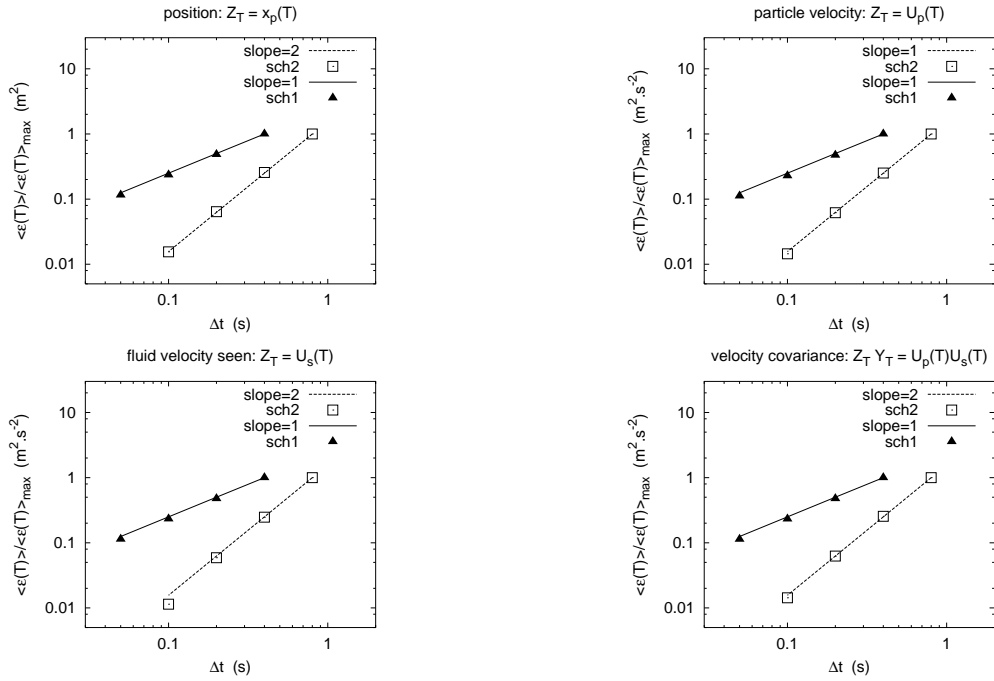 position: Z_T = x_p(T)
<ε(T)>/<ε(T)>_max (m²)
10
1
0.1
0.01
slope=2
sch2
slope=1
sch1
0.1 1
Δt (s)
particle velocity: Z_T = U_p(T)
<ε(T)>/<ε(T)>_max (m².s⁻²)
10
1
0.1
0.01
slope=1
sch2
slope=1
sch1
0.1 1
Δt (s)
fluid velocity seen: Z_T = U_s(T)
<ε(T)>/<ε(T)>_max (m².s⁻²)
10
1
0.1
0.01
slope=2
sch2
slope=1
sch1
0.1 1
Δt (s)
velocity covariance: Z_T Y_T = U_p(T)U_s(T)
<ε(T)>/<ε(T)>_max (m².s⁻²)
10
1
0.1
0.01
slope=2
sch2
slope=1
sch1
0.1 1
Δt (s)